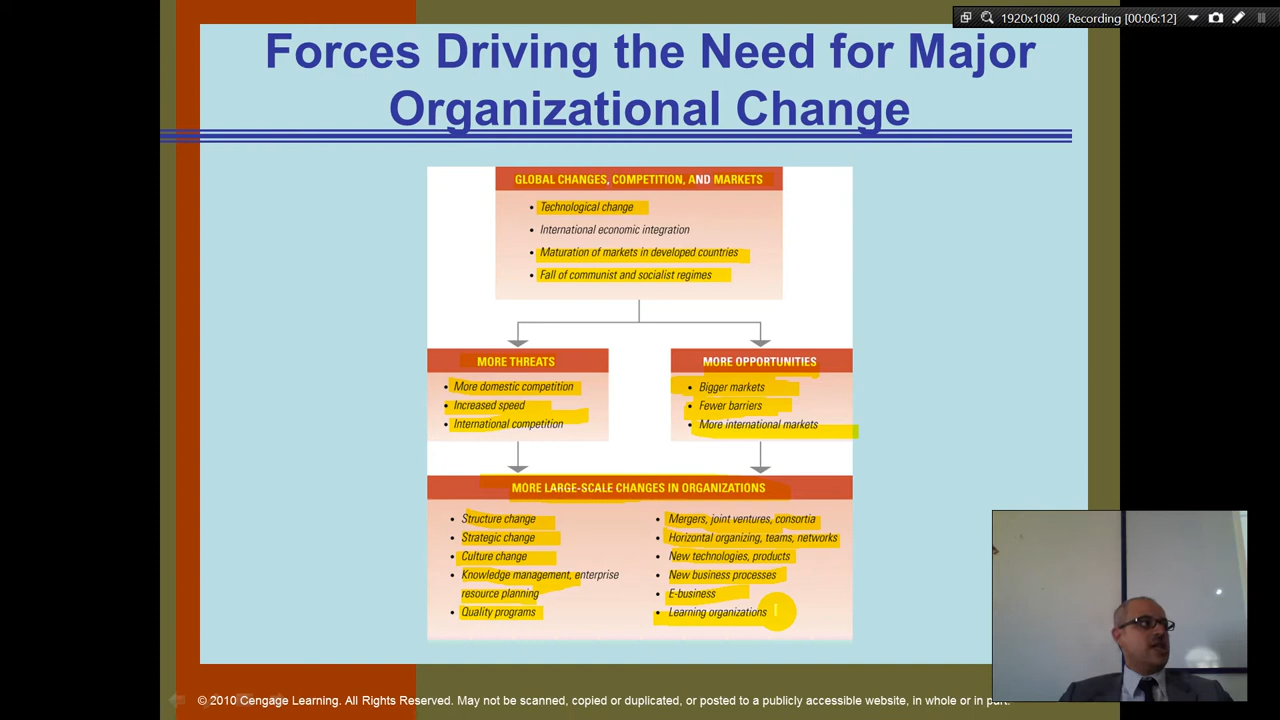 1920x1080 Recording [00:06:12]
Forces Driving the Need for Major
Organizational Change
GLOBAL CHANGES, COMPETITION, AND MARKETS
• Technological change
• International economic integration
• Maturation of markets in developed countries
• Fall of communist and socialist regimes
MORE THREATS
• More domestic competition
• Increased speed
• International competition
MORE OPPORTUNITIES
• Bigger markets
• Fewer barriers
• More international markets
MORE LARGE-SCALE CHANGES IN ORGANIZATIONS
• Structure change
• Strategic change
• Culture change
• Knowledge management, enterprise
resource planning
• Quality programs
• Mergers, joint ventures, consortia
• Horizontal organizing, teams, networks
• New technologies, products
• New business processes
• E-business
• Learning organizations
© 2010 Cengage Learning. All Rights Reserved. May not be scanned, copied or duplicated, or posted to a publicly accessible website, in whole or in part.